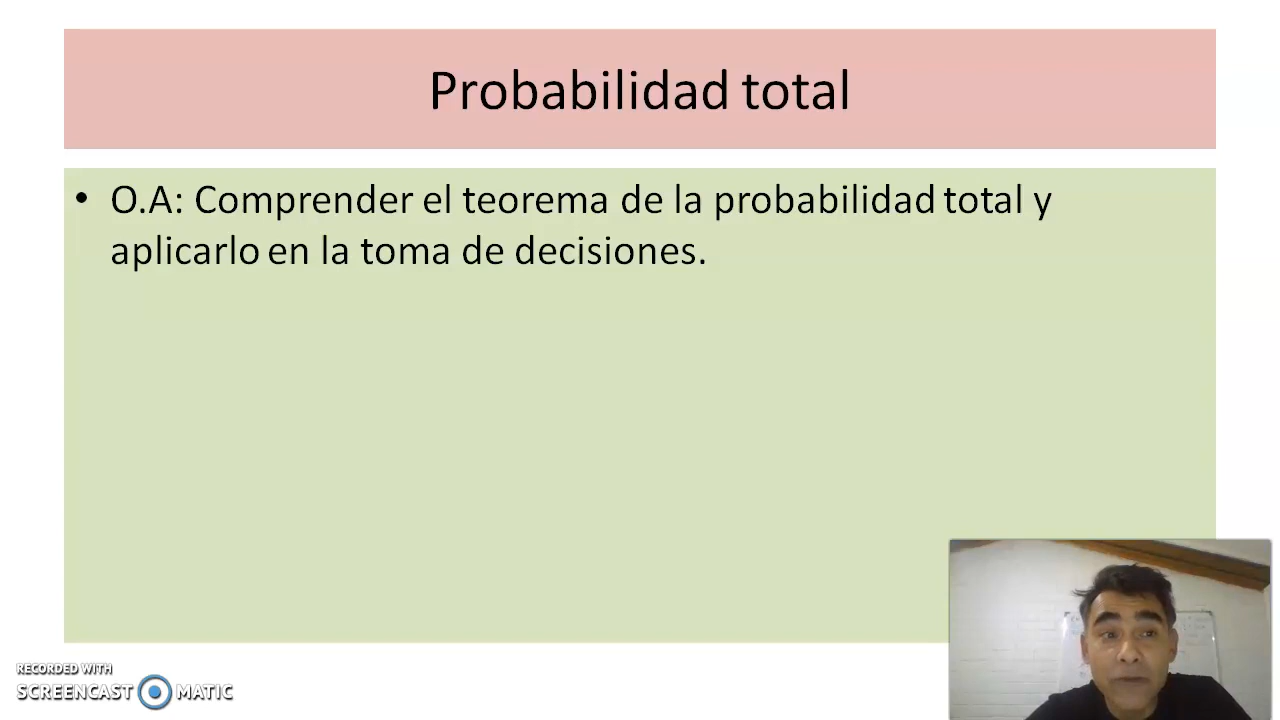 Probabilidad total
• O.A: Comprender el teorema de la probabilidad total y
aplicarlo en la toma de decisiones.
RECORDED WITH
SCREENCAST MATIC